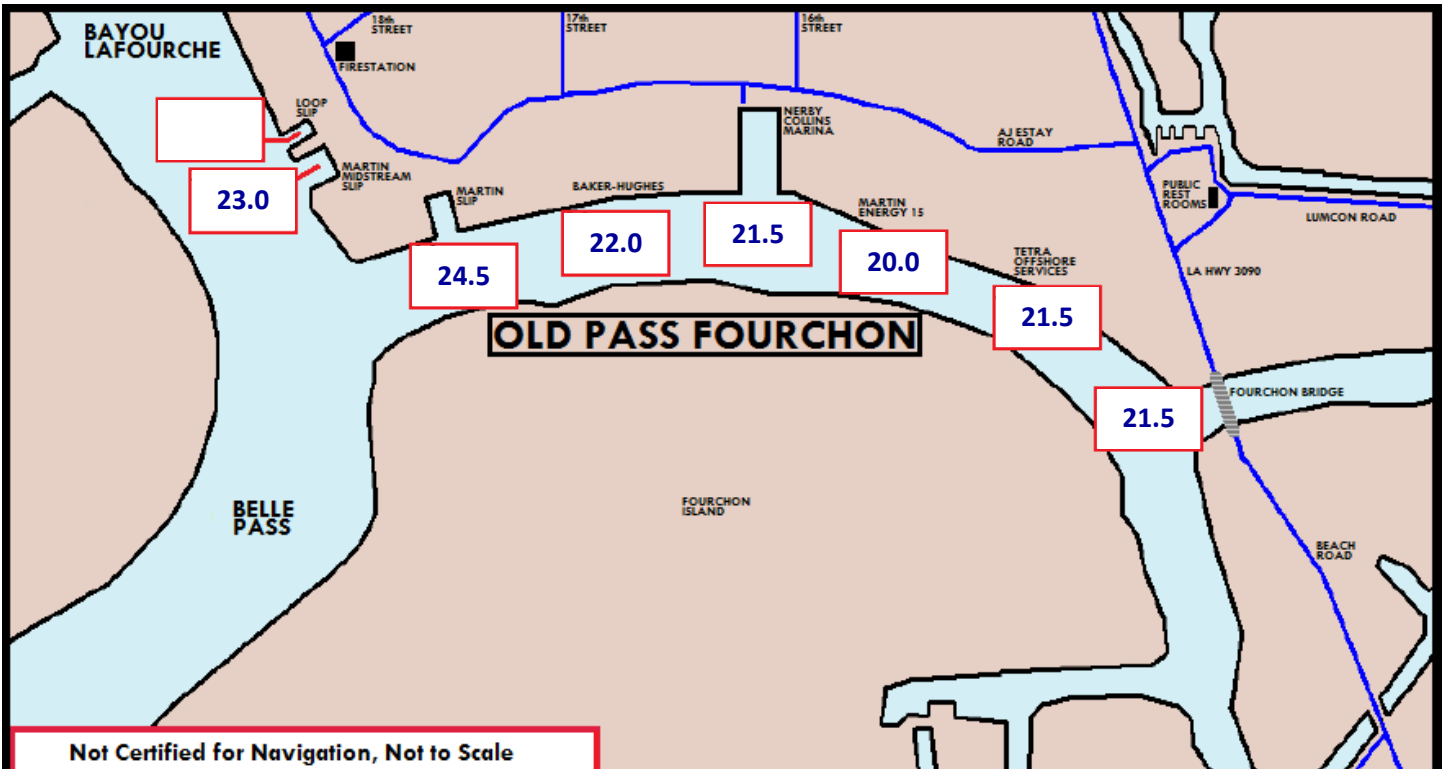 BAYOU
LAFOURCHE
18th
STREET
17th
STREET
16th
STREET
FIRESTATION
LOOP
SLIP
NERBY
COLLINS
MARINA
AJ ESTAY
ROAD
MARTIN
MIDSTREAM
SLIP
23.0
MARTIN
SLIP
BAKER-HUGHES
MARTIN
ENERGY 15
PUBLIC
REST
ROOMS
LUMCON ROAD
24.5
22.0
21.5
20.0
TETRA
OFFSHORE
SERVICES
LA HWY 3090
21.5
OLD PASS FOURCHON
21.5
FOURCHON BRIDGE
BELLE
PASS
FOURCHON
ISLAND
BEACH
ROAD
Not Certified for Navigation, Not to Scale